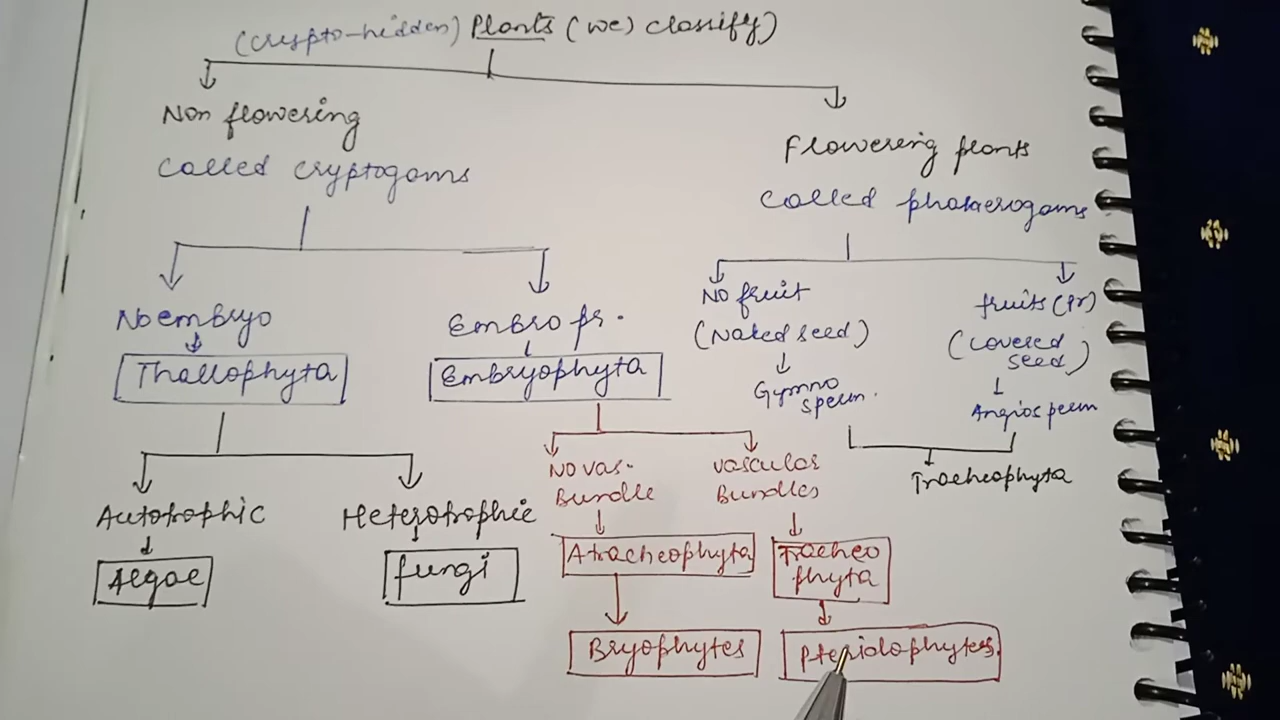 (crypto-hidden) Plants (we) classify)
Non flowering
called cryptogams
Flowering plants
called phanerogams
No embryo
Thallophyta
Embro pr.
Embryophyta
No fruit
(Naked seed)
Gymno
sperm.
fruits (pr)
(covered
seed)
Angiosperm
Tracheophyta
Autotrophic
Algae
Heterotrophic
fungi
No vas.
Bundle
Atracheophyta
Bryophytes
vascular
Bundles
Tracheo
phyta
Pteridophytes.